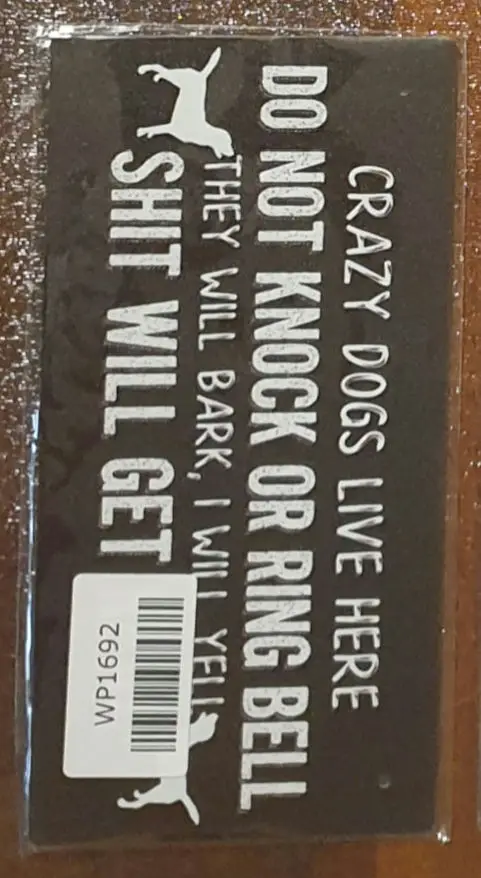 CRAZY DOGS LIVE HERE
DO NOT KNOCK OR RING BELL
THEY WILL BARK, I WILL YELL
SHIT WILL GET
WP1692